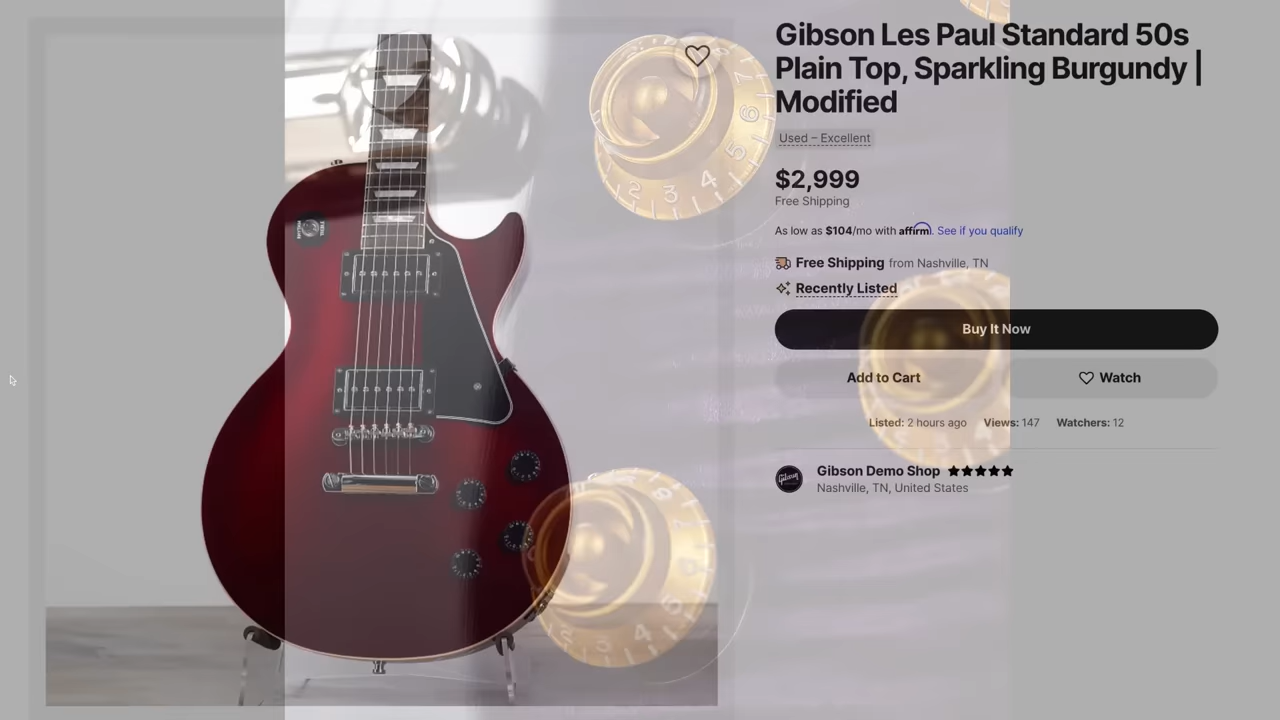 Gibson Les Paul Standard 50s
Plain Top, Sparkling Burgundy |
Modified
Used – Excellent
$2,999
Free Shipping
As low as $104/mo with affirm. See if you qualify
Free Shipping from Nashville, TN
Recently Listed
Buy It Now
Add to Cart
Watch
Listed: 2 hours ago Views: 147 Watchers: 12
Gibson Demo Shop ★★★★★
Nashville, TN, United States
Gibson